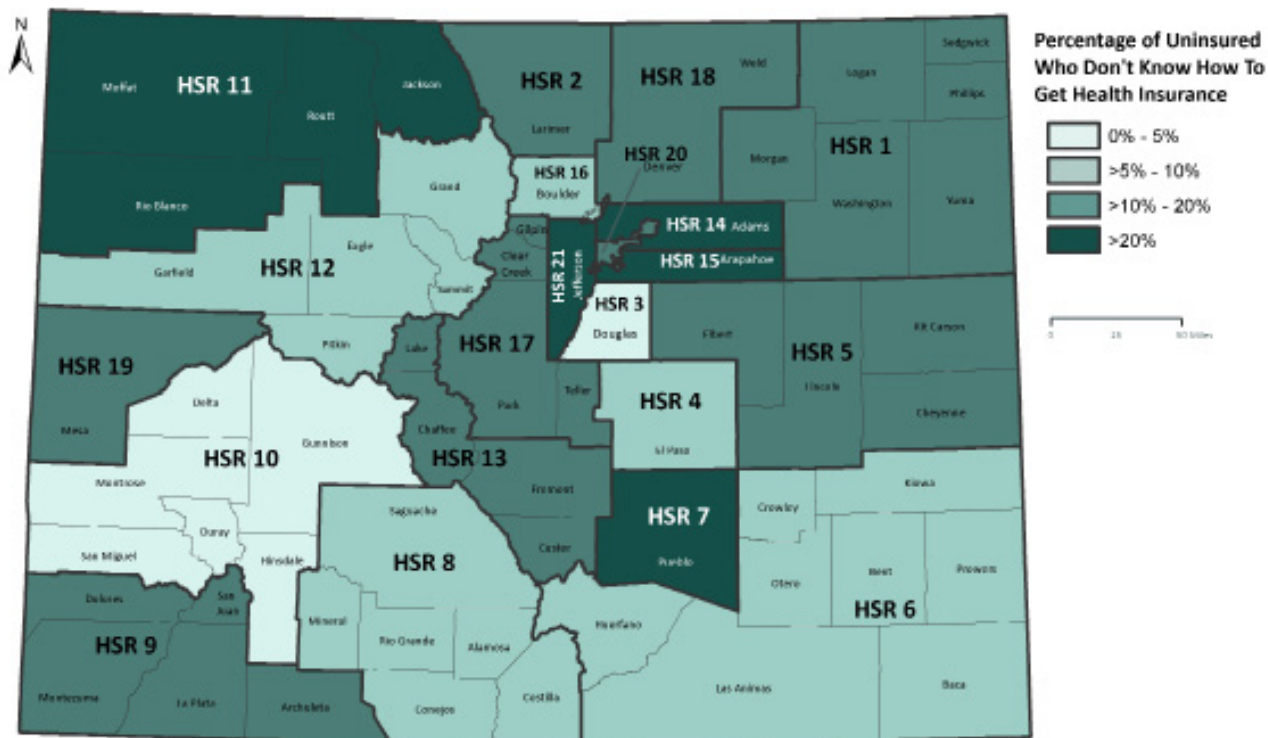 N
Percentage of Uninsured
Who Don't Know How To
Get Health Insurance
0% - 5%
>5% - 10%
>10% - 20%
>20%
Moffat
HSR 11
Jackson
Routt
Rio Blanco
HSR 2
Larimer
HSR 18
Weld
Logan
Sedgwick
Phillips
HSR 1
Morgan
Washington
Yuma
HSR 20
Denver
HSR 16
Boulder
Grand
HSR 12
Eagle
Garfield
Summit
Pitkin
Gilpin
Clear
Creek
HSR 21
Jefferson
HSR 14 Adams
HSR 15 Arapahoe
HSR 3
Douglas
HSR 19
Mesa
Lake
HSR 17
Park
Teller
Elbert
HSR 5
Lincoln
Kit Carson
Cheyenne
HSR 4
El Paso
Delta
Gunnison
HSR 10
Montrose
Ouray
San Miguel
Hinsdale
Chaffee
HSR 13
Fremont
Custer
HSR 7
Pueblo
Saguache
HSR 8
Mineral
Rio Grande
Alamosa
Conejos
Costilla
Crowley
Kiowa
Otero
Bent
Prowers
HSR 6
Huerfano
Las Animas
Baca
Dolores
San
Juan
HSR 9
Montezuma
La Plata
Archuleta
0
25
50 Miles